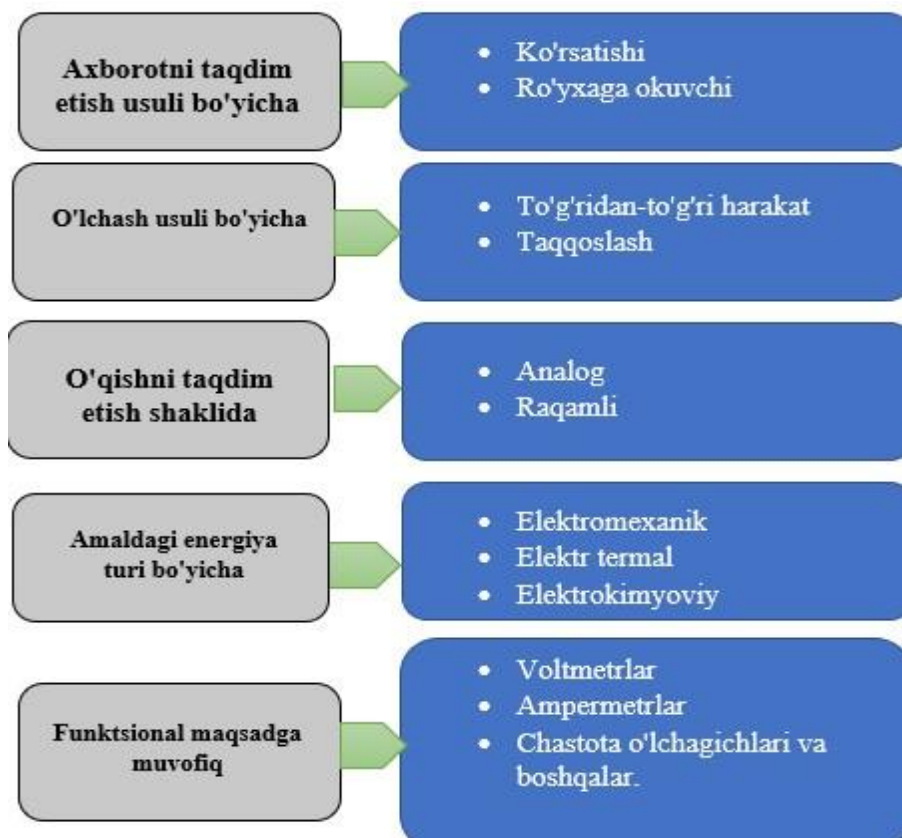 Axborotni taqdim
etish usuli bo'yicha
• Ko'rsatishi
• Ro'yxaga okuvchi
O'lchash usuli bo'yicha
• To'g'ridan-to'g'ri harakat
• Taqqoslash
O'qishni taqdim
etish shaklida
• Analog
• Raqamli
Amaldagi energiya
turi bo'yicha
• Elektromexanik
• Elektr termal
• Elektrokimyoviy
Funktsional maqsadga
muvofiq
• Voltmetrlar
• Ampermetrlar
• Chastota o'lchagichlari va
boshqalar.